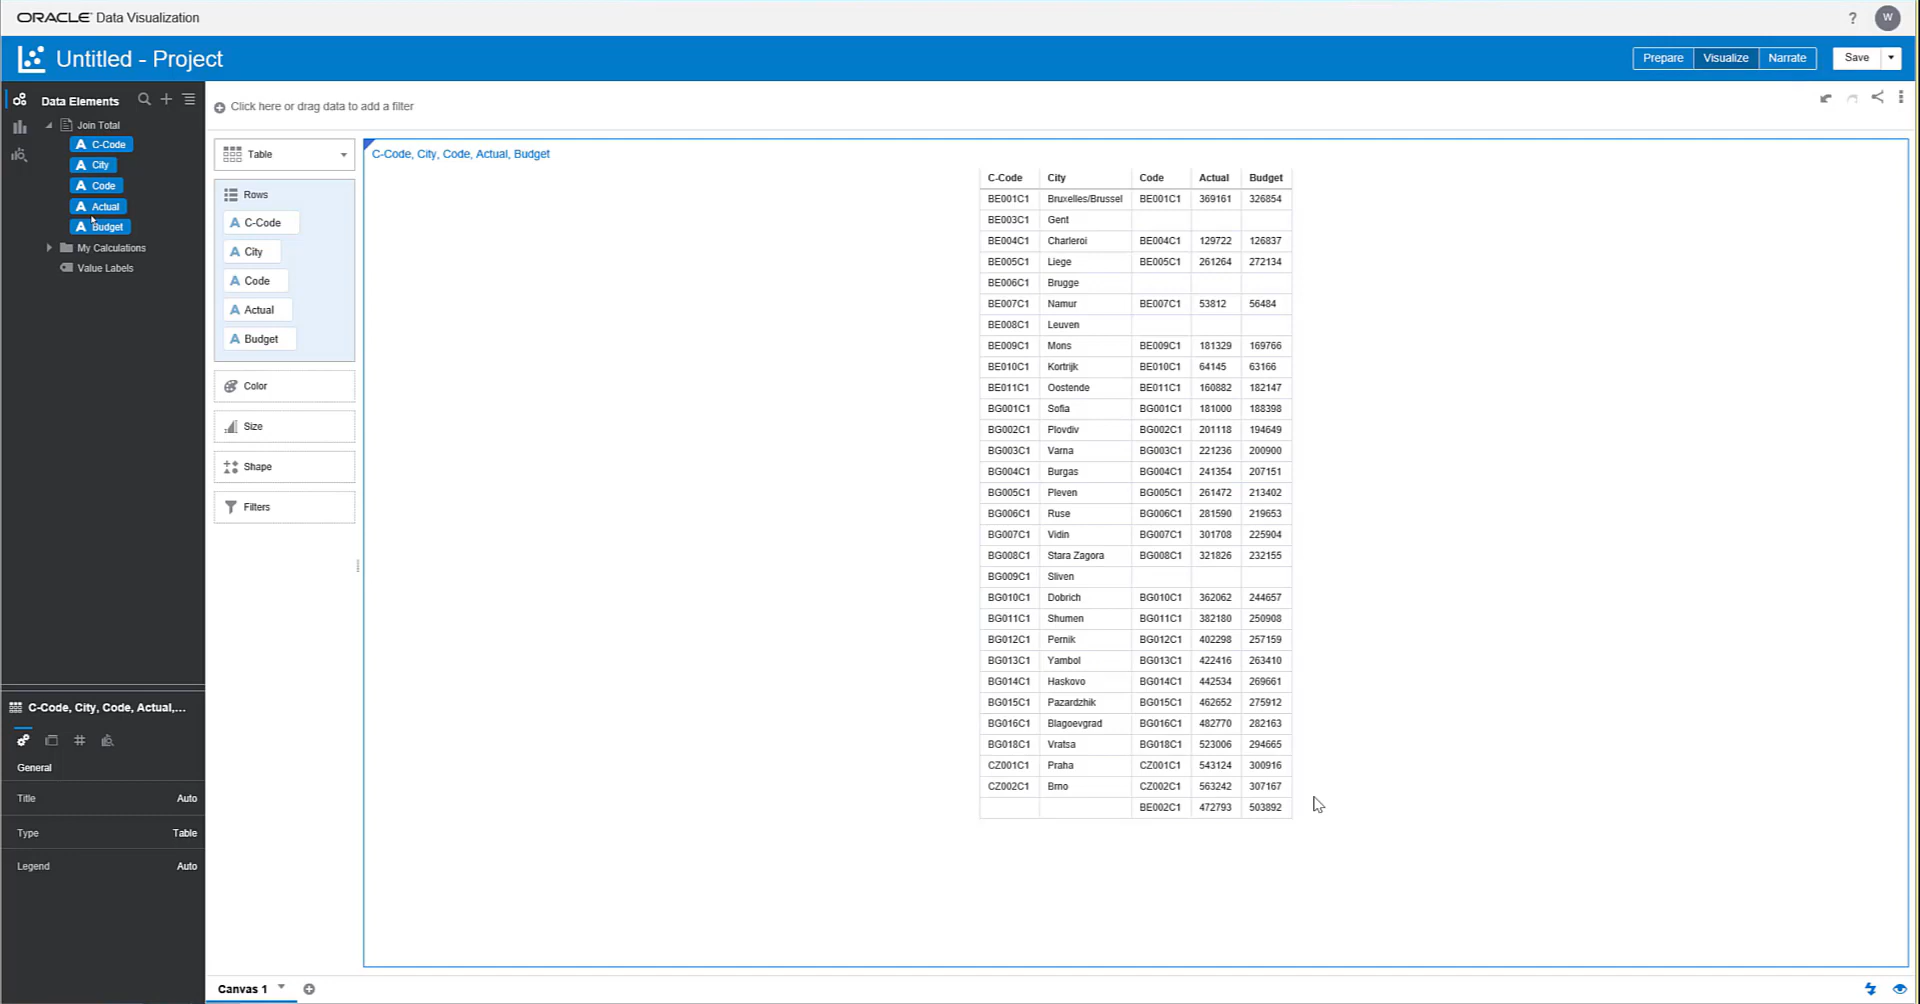 ORACLE Data Visualization
? W
Untitled - Project
Prepare Visualize Narrate Save
Data Elements
Join Total
A C-Code
A City
A Code
A Actual
A Budget
My Calculations
Value Labels
Click here or drag data to add a filter
Table
Rows
A C-Code
A City
A Code
A Actual
A Budget
Color
Size
Shape
Filters
C-Code, City, Code, Actual, Budget
C-Code City Code Actual Budget
BE001C1 Bruxelles/Brussel BE001C1 369161 326854
BE003C1 Gent
BE004C1 Charleroi BE004C1 129722 126837
BE005C1 Liege BE005C1 261264 272134
BE006C1 Brugge
BE007C1 Namur BE007C1 53812 56484
BE008C1 Leuven
BE009C1 Mons BE009C1 181329 169766
BE010C1 Kortrijk BE010C1 64145 63166
BE011C1 Oostende BE011C1 160882 182147
BG001C1 Sofia BG001C1 181000 188398
BG002C1 Plovdiv BG002C1 201118 194649
BG003C1 Varna BG003C1 221236 200900
BG004C1 Burgas BG004C1 241354 207151
BG005C1 Pleven BG005C1 261472 213402
BG006C1 Ruse BG006C1 281590 219653
BG007C1 Vidin BG007C1 301708 225904
BG008C1 Stara Zagora BG008C1 321826 232155
BG009C1 Sliven
BG010C1 Dobrich BG010C1 362062 244657
BG011C1 Shumen BG011C1 382180 250908
BG012C1 Pernik BG012C1 402298 257159
BG013C1 Yambol BG013C1 422416 263410
BG014C1 Haskovo BG014C1 442534 269661
BG015C1 Pazardzhik BG015C1 462652 275912
BG016C1 Blagoevgrad BG016C1 482770 282163
BG018C1 Vratsa BG018C1 523006 294665
CZ001C1 Praha CZ001C1 543124 300916
CZ002C1 Brno CZ002C1 563242 307167
BE002C1 472793 503892
C-Code, City, Code, Actual,...
General
Title Auto
Type Table
Legend Auto
Canvas 1